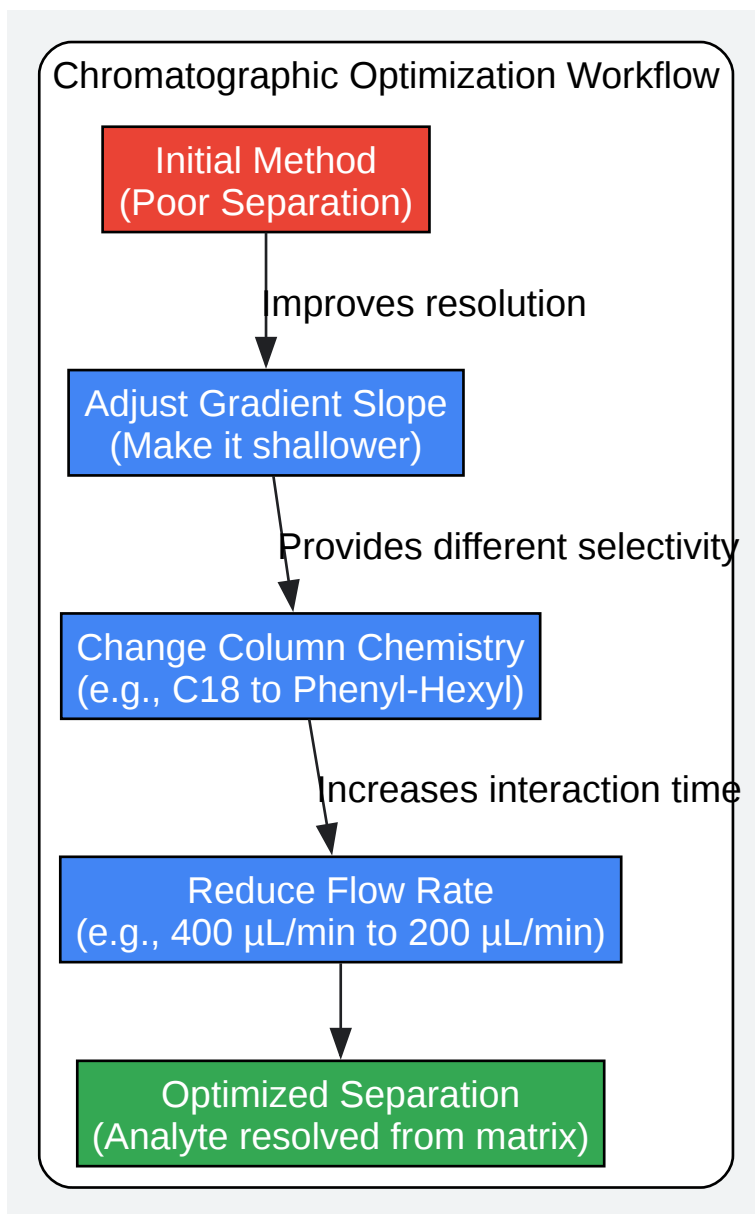 Chromatographic Optimization Workflow
Initial Method
(Poor Separation)
Improves resolution
Adjust Gradient Slope
(Make it shallower)
Provides different selectivity
Change Column Chemistry
(e.g., C18 to Phenyl-Hexyl)
Increases interaction time
Reduce Flow Rate
(e.g., 400 µL/min to 200 µL/min)
Optimized Separation
(Analyte resolved from matrix)